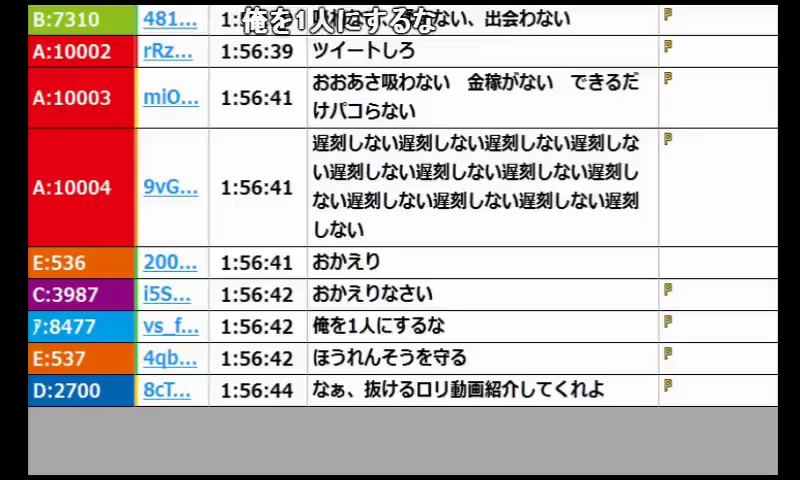 俺を1人にするな
B:7310 481... 1:5 ない、出会わない P
A:10002 rRz... 1:56:39 ツイートしろ P
A:10003 miO... 1:56:41 おおあさ吸わない 金稼がない できるだ P
けパコらない
A:10004 9vG... 1:56:41 遅刻しない遅刻しない遅刻しない遅刻しな P
い遅刻しない遅刻しない遅刻しない遅刻し
ない遅刻しない遅刻しない遅刻しない遅刻
しない
E:536 200... 1:56:41 おかえり
C:3987 i5S... 1:56:42 おかえりなさい P
ｱ:8477 vs_f... 1:56:42 俺を1人にするな P
E:537 4qb... 1:56:42 ほうれんそうを守る P
D:2700 8cT... 1:56:44 なぁ、抜けるロリ動画紹介してくれよ P